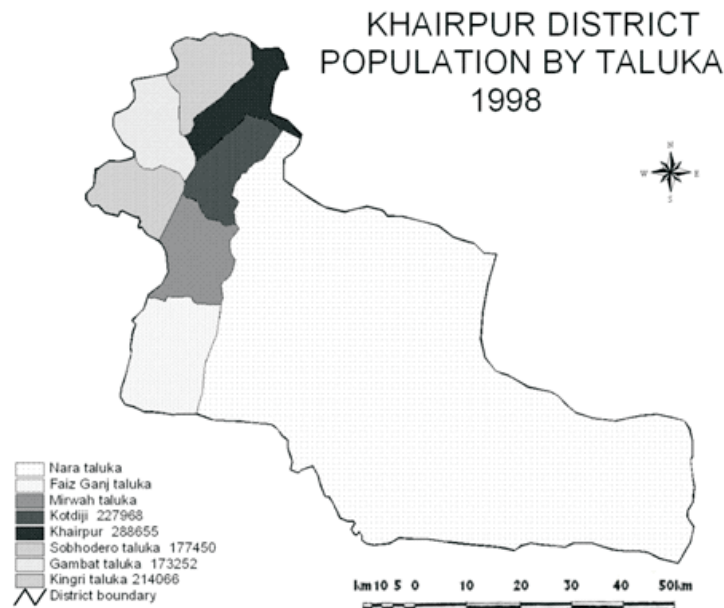 KHAIRPUR DISTRICT
POPULATION BY TALUKA
1998
N
W E
S
Nara taluka
Faiz Ganj taluka
Mirwah taluka
Kotdiji 227968
Khairpur 288655
Sobhodero taluka 177450
Gambat taluka 173252
Kingri taluka 214066
District boundary
km 10 5 0 10 20 30 40 50km